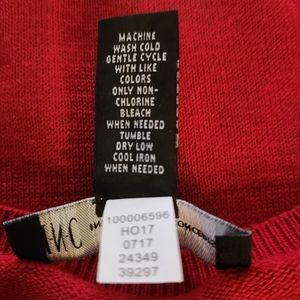 MACHINE
WASH COLD
GENTLE CYCLE
WITH LIKE
COLORS
ONLY NON-
CHLORINE
BLEACH
WHEN NEEDED
TUMBLE
DRY LOW
COOL IRON
WHEN NEEDED
I·N·C
100006596
HO17
0717
24349
39297